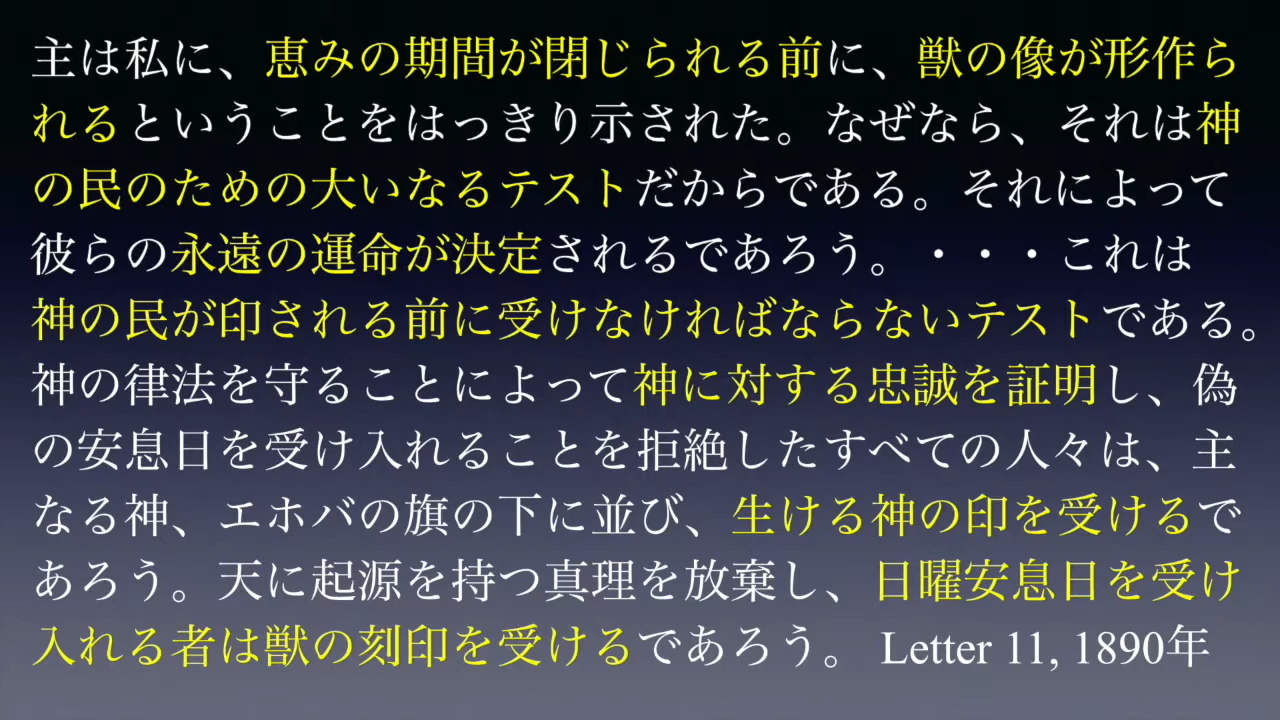 主は私に、恵みの期間が閉じられる前に、獣の像が形作ら
れるということをはっきり示された。なぜなら、それは神
の民のための大いなるテストだからである。それによって
彼らの永遠の運命が決定されるであろう。・・・これは
神の民が印される前に受けなければならないテストである。
神の律法を守ることによって神に対する忠誠を証明し、偽
の安息日を受け入れることを拒絶したすべての人々は、主
なる神、エホバの旗の下に並び、生ける神の印を受けるで
あろう。天に起源を持つ真理を放棄し、日曜安息日を受け
入れる者は獣の刻印を受けるであろう。 Letter 11, 1890年